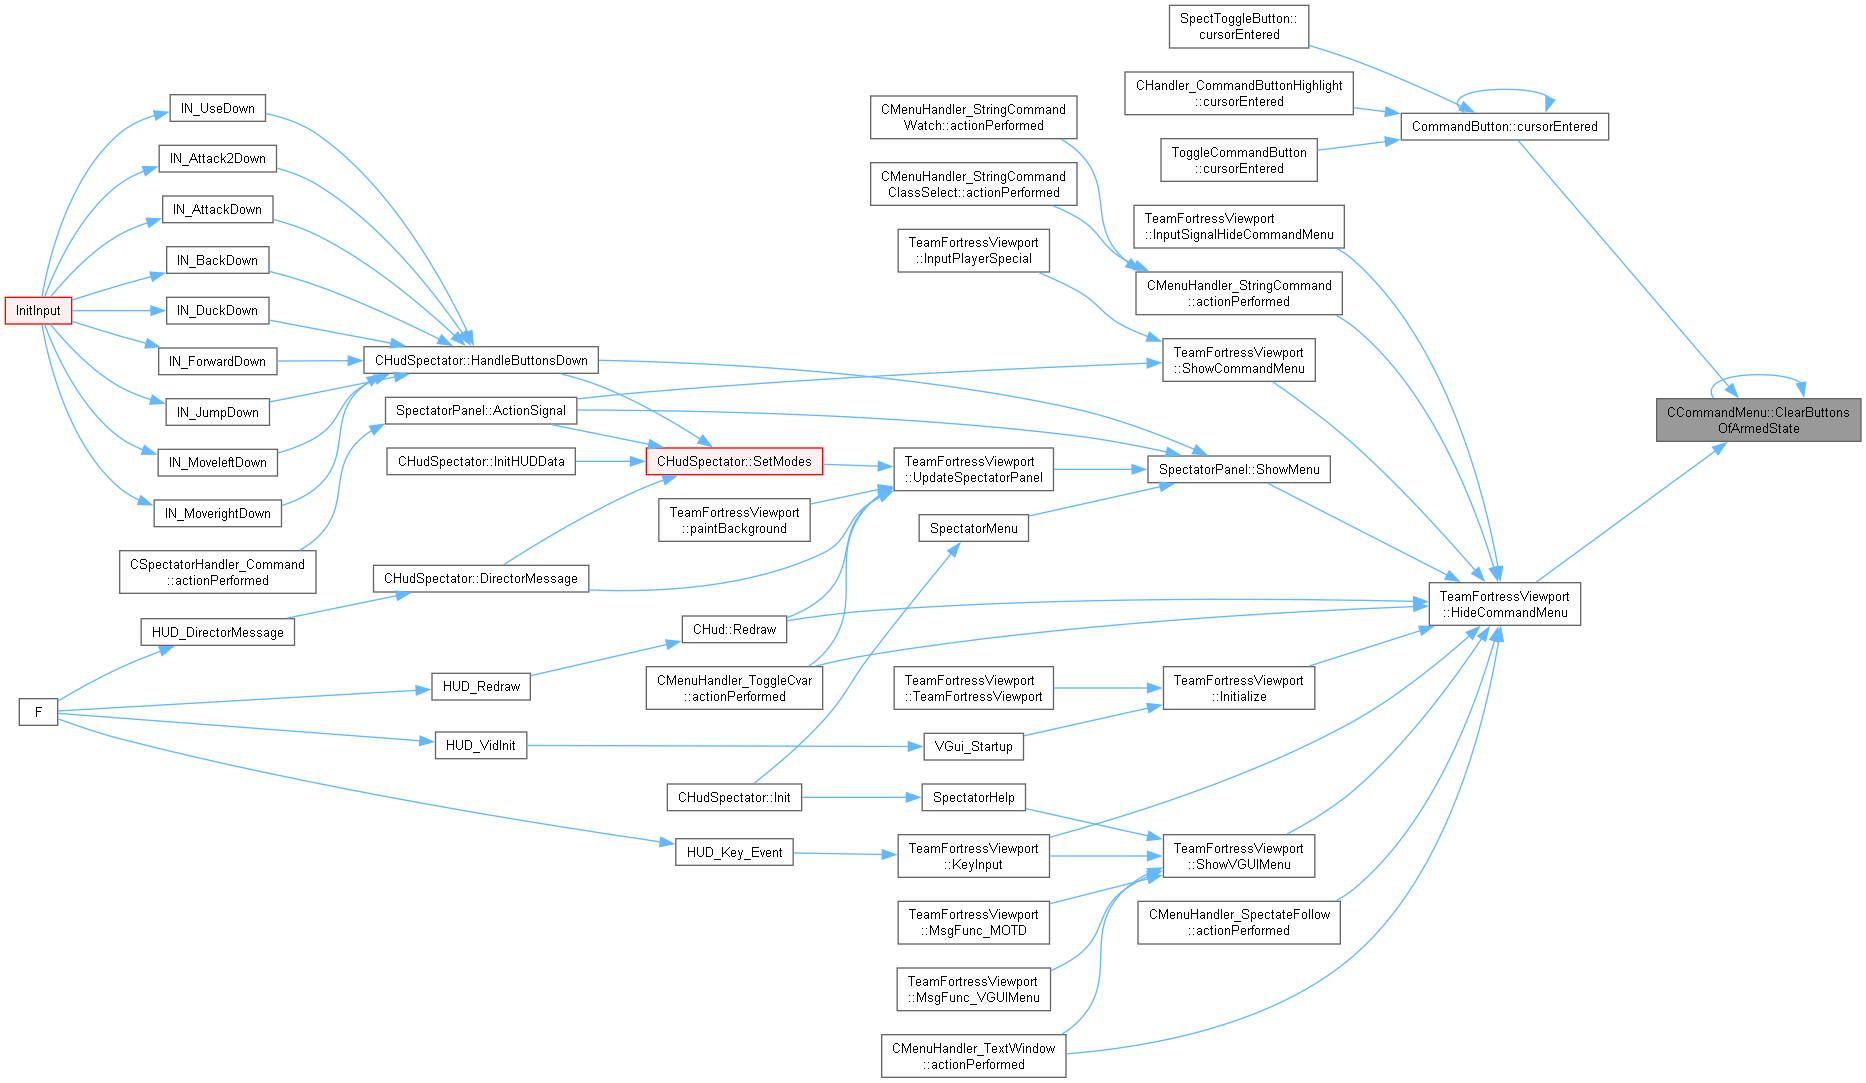 SpectToggleButton::
cursorEntered
CHandler_CommandButtonHighlight
::cursorEntered
CommandButton::cursorEntered
ToggleCommandButton
::cursorEntered
CMenuHandler_StringCommand
Watch::actionPerformed
CMenuHandler_StringCommand
ClassSelect::actionPerformed
TeamFortressViewport
::InputPlayerSpecial
TeamFortressViewport
::InputSignalHideCommandMenu
CMenuHandler_StringCommand
::actionPerformed
TeamFortressViewport
::ShowCommandMenu
IN_UseDown
IN_Attack2Down
IN_AttackDown
IN_BackDown
InitInput
IN_DuckDown
IN_ForwardDown
IN_JumpDown
IN_MoveleftDown
IN_MoverightDown
CHudSpectator::HandleButtonsDown
SpectatorPanel::ActionSignal
CHudSpectator::InitHUDData
CHudSpectator::SetModes
TeamFortressViewport
::UpdateSpectatorPanel
SpectatorPanel::ShowMenu
CCommandMenu::ClearButtons
OfArmedState
TeamFortressViewport
::paintBackground
SpectatorMenu
CSpectatorHandler_Command
::actionPerformed
CHudSpectator::DirectorMessage
TeamFortressViewport
::HideCommandMenu
HUD_DirectorMessage
CHud::Redraw
CMenuHandler_ToggleCvar
::actionPerformed
TeamFortressViewport
::TeamFortressViewport
TeamFortressViewport
::Initialize
F
HUD_Redraw
HUD_VidInit
VGui_Startup
CHudSpectator::Init
SpectatorHelp
HUD_Key_Event
TeamFortressViewport
::KeyInput
TeamFortressViewport
::ShowVGUIMenu
TeamFortressViewport
::MsgFunc_MOTD
CMenuHandler_SpectateFollow
::actionPerformed
TeamFortressViewport
::MsgFunc_VGUIMenu
CMenuHandler_TextWindow
::actionPerformed